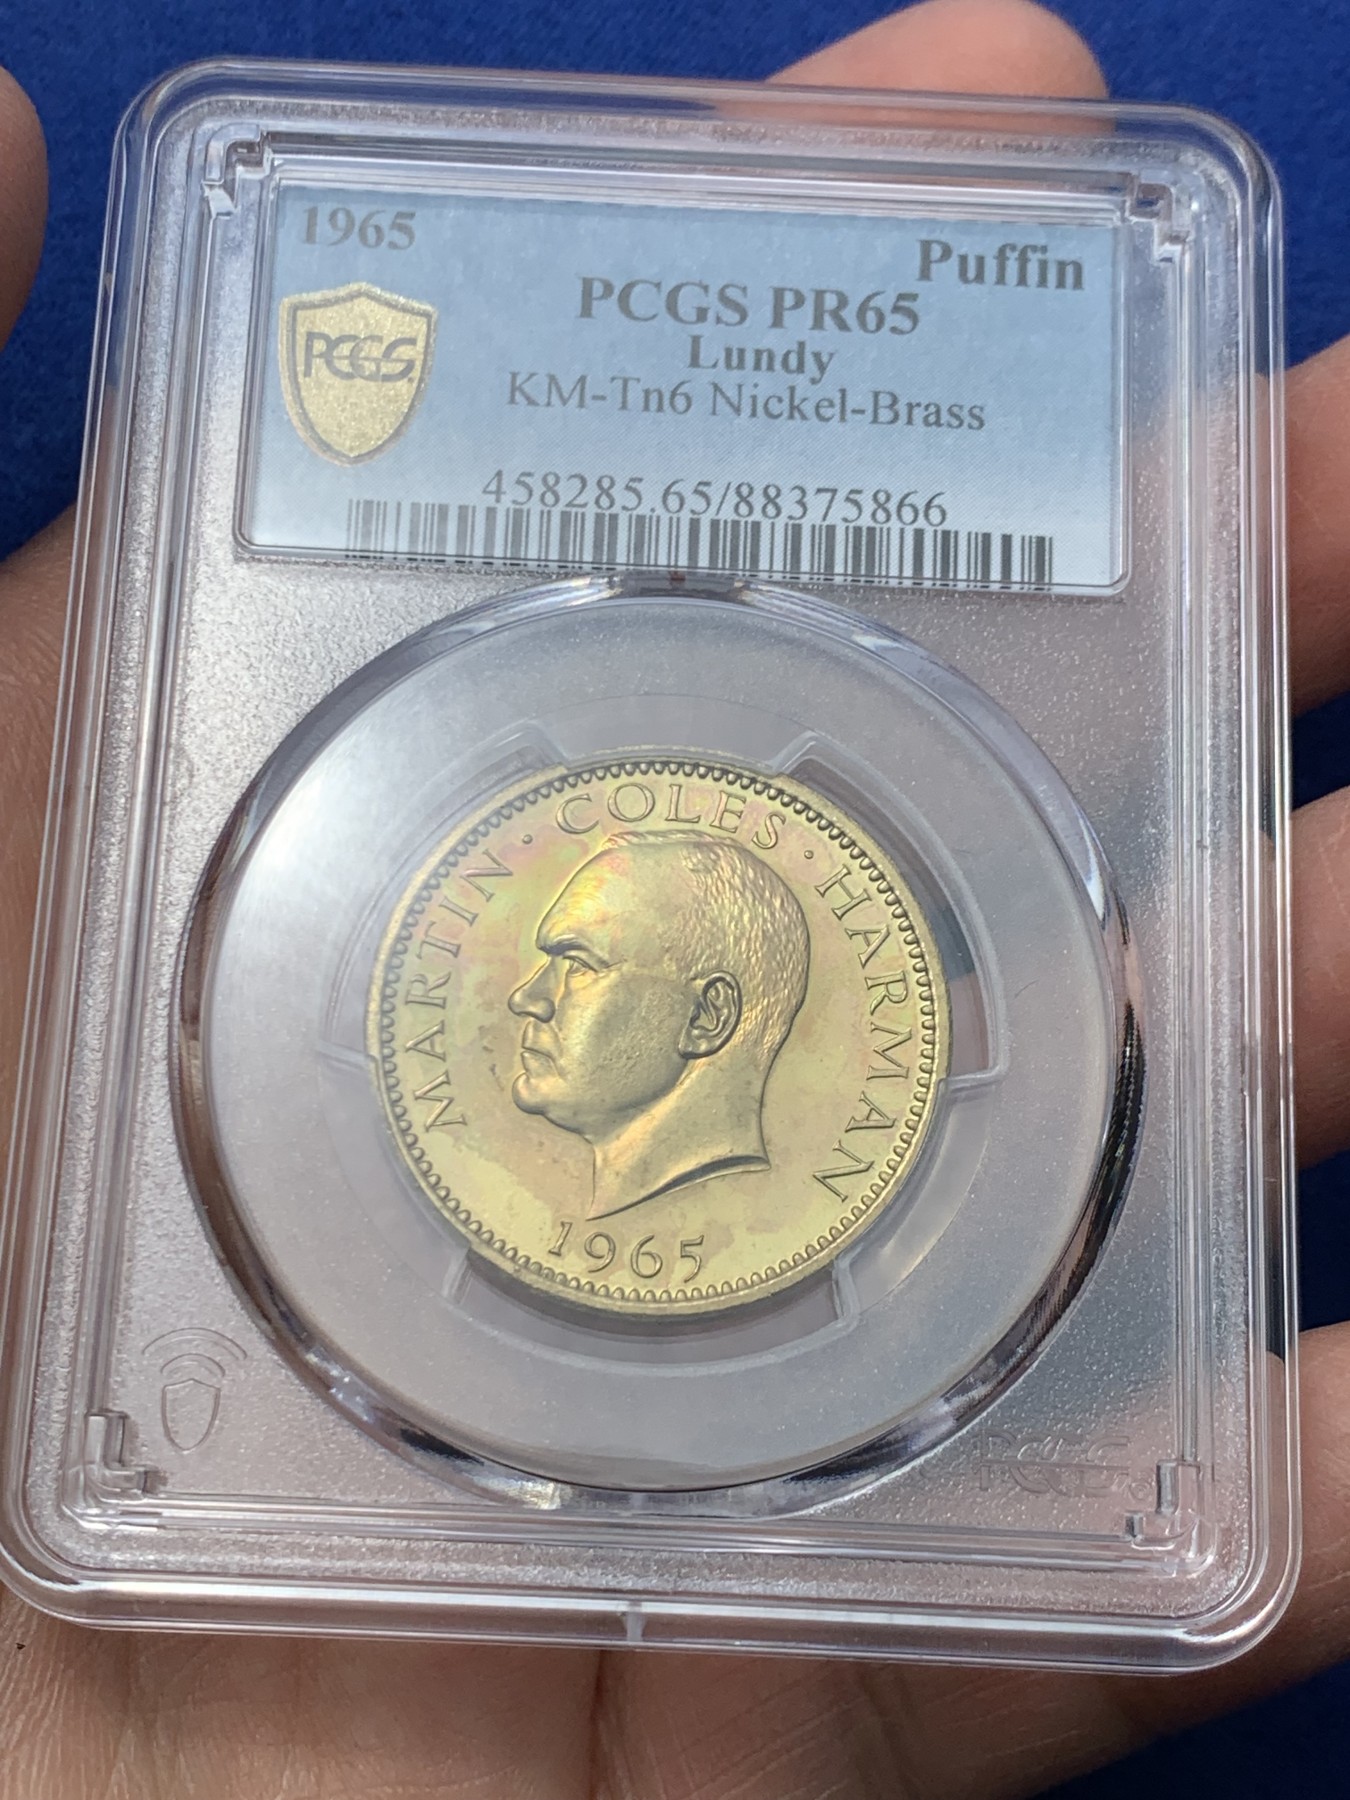 1965
Puffin
PCGS PR65
PCGS
Lundy
KM-Tn6 Nickel-Brass
458285.65/88375866
MARTIN · COLES · HARMAN
1965
PCGS